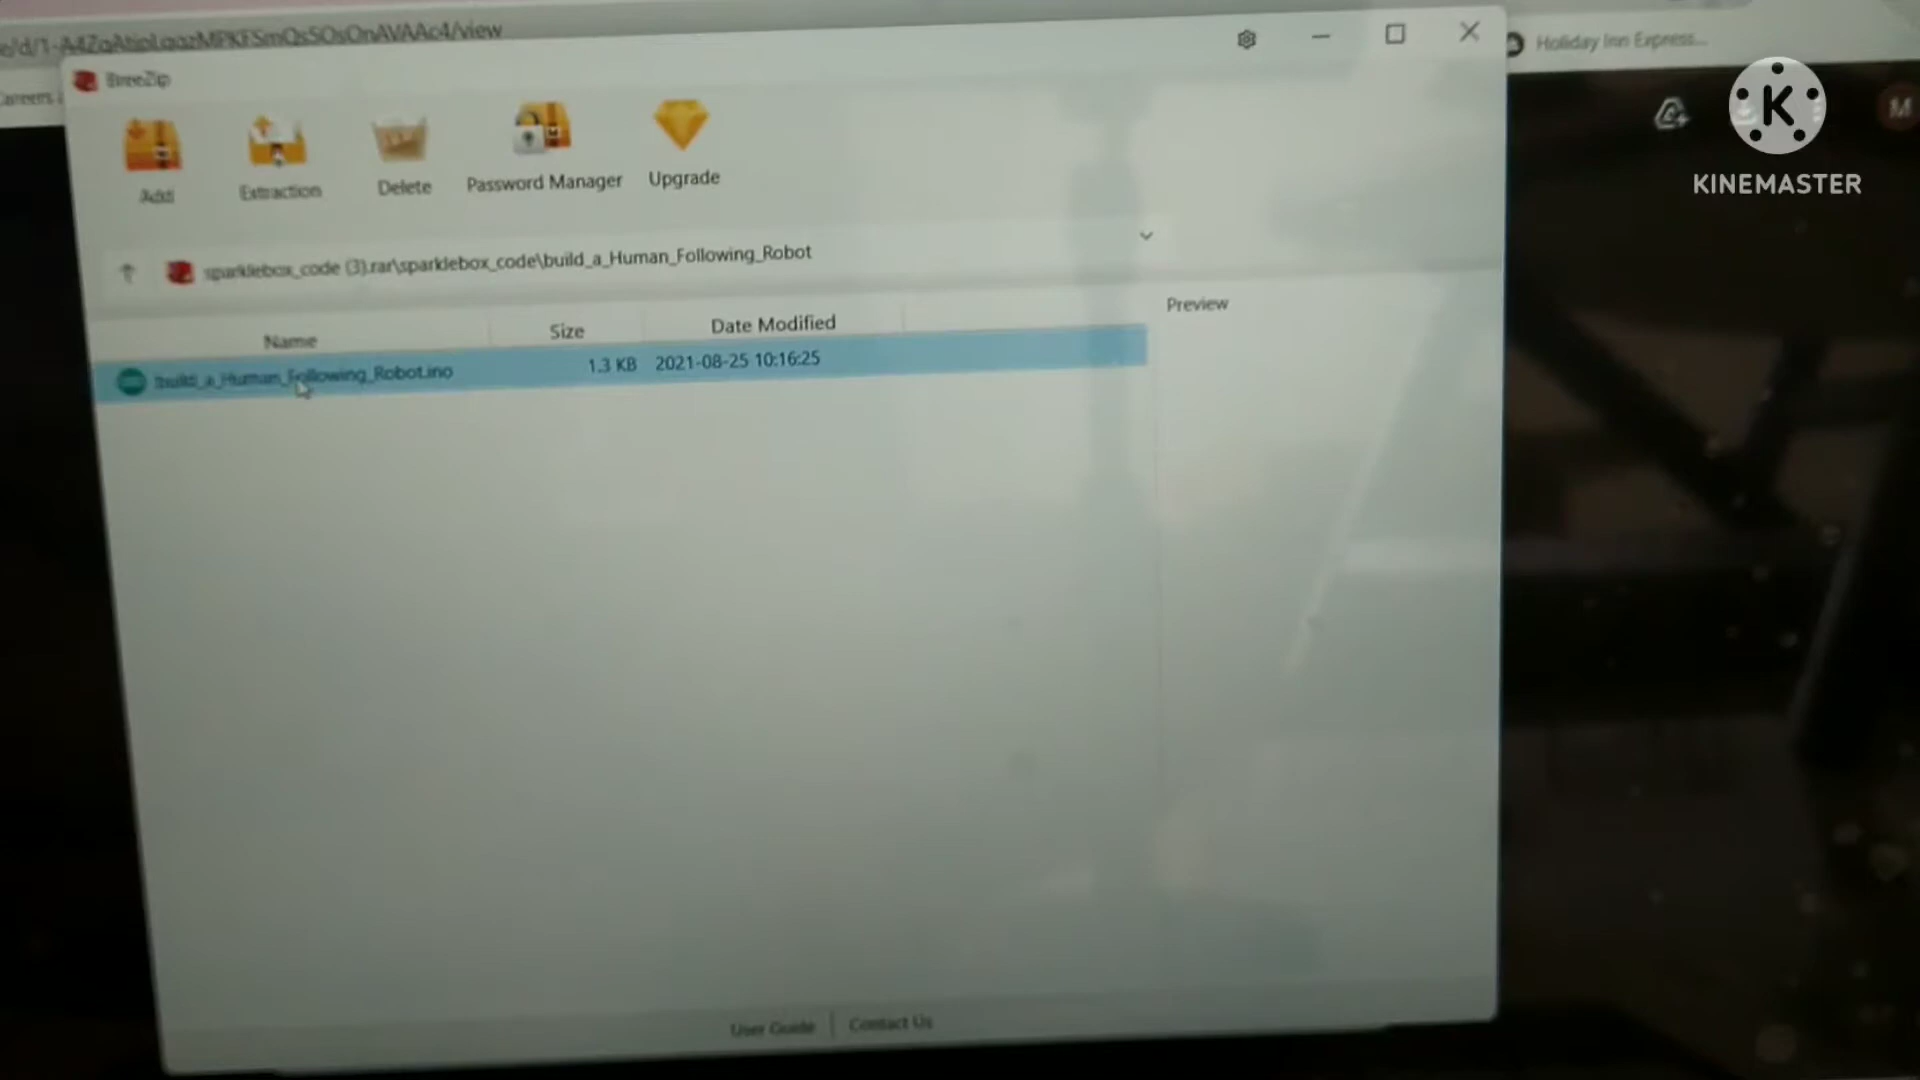 Holiday Inn Express...
BreeZip
M
K
KINEMASTER
Add
Extraction
Delete
Password Manager
Upgrade
sparklebox_code (3).rar\sparklebox_code\build_a_Human_Following_Robot
Name
Size
Date Modified
Preview
build_a_Human_Following_Robot.ino
1.3 KB
2021-08-25 10:16:25
User Guide
Contact Us